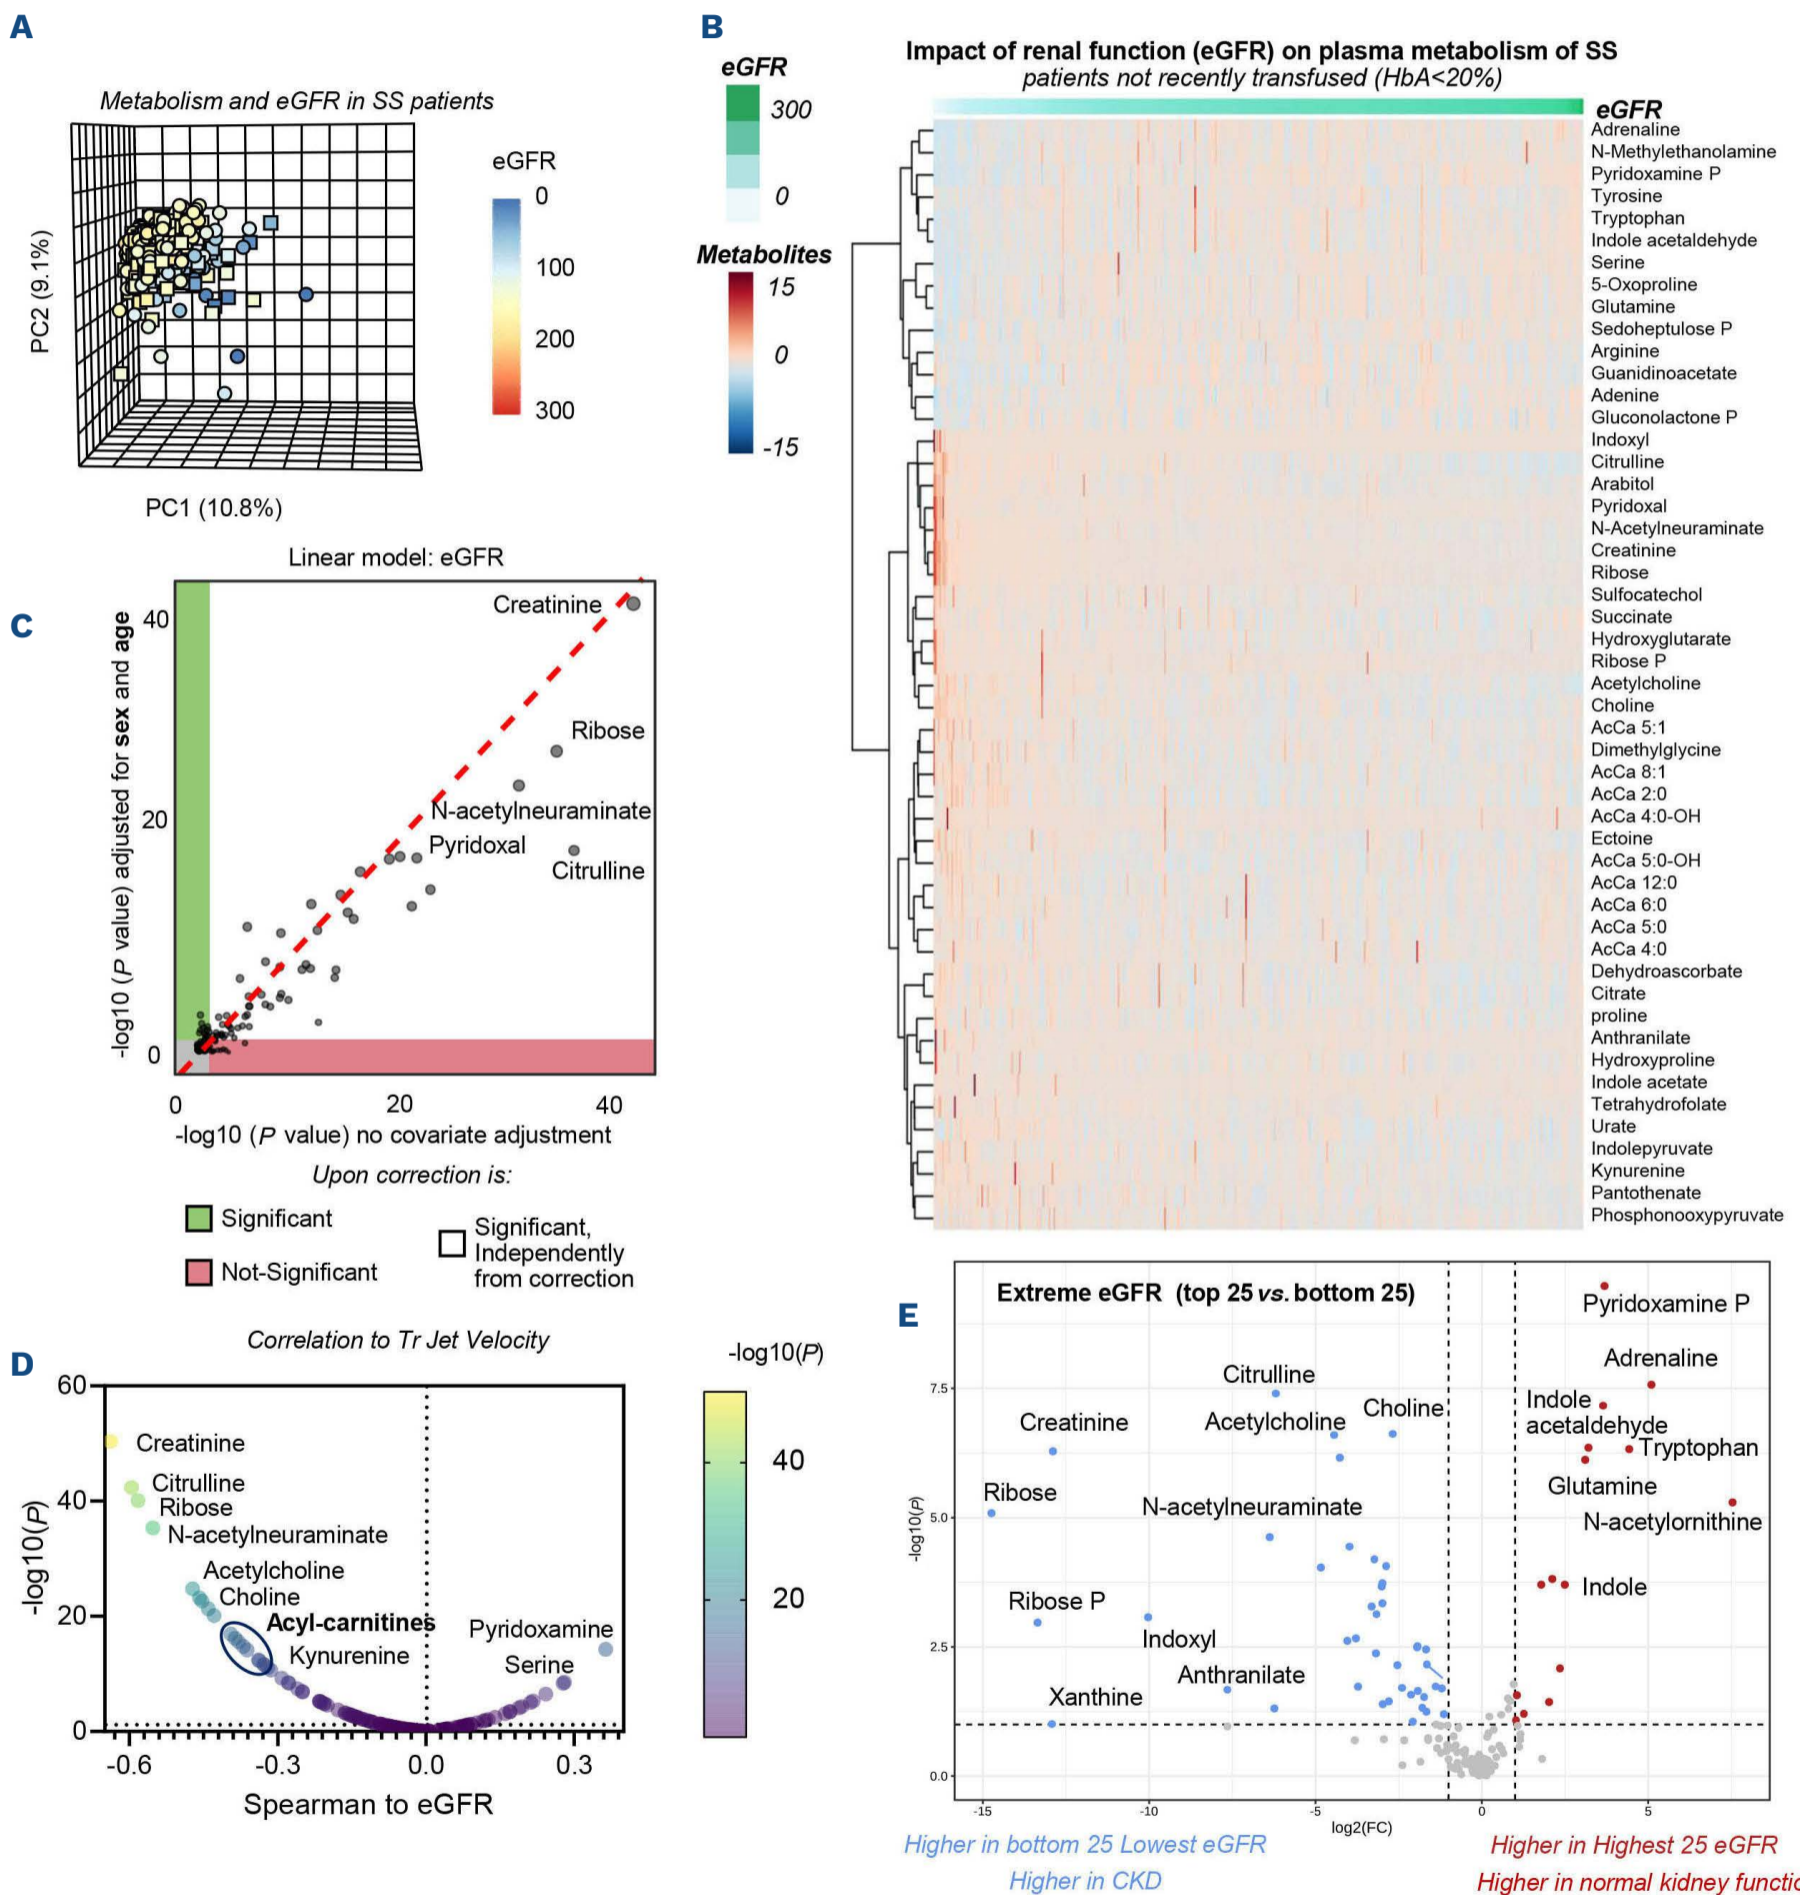 A
Metabolism and eGFR in SS patients
eGFR
0
100
200
300
PC2 (9.1%)
PC1 (10.8%)
B
Impact of renal function (eGFR) on plasma metabolism of SS
patients not recently transfused (HbA<20%)
eGFR
300
0
Metabolites
15
0
-15
eGFR
Adrenaline
N-Methylethanolamine
Pyridoxamine P
Tyrosine
Tryptophan
Indole acetaldehyde
Serine
5-Oxoproline
Glutamine
Sedoheptulose P
Arginine
Guanidinoacetate
Adenine
Gluconolactone P
Indoxyl
Citrulline
Arabitol
Pyridoxal
N-Acetylneuraminate
Creatinine
Ribose
Sulfocatechol
Succinate
Hydroxyglutarate
Ribose P
Acetylcholine
Choline
AcCa 5:1
Dimethylglycine
AcCa 8:1
AcCa 2:0
AcCa 4:0-OH
Ectoine
AcCa 5:0-OH
AcCa 12:0
AcCa 6:0
AcCa 5:0
AcCa 4:0
Dehydroascorbate
Citrate
proline
Anthranilate
Hydroxyproline
Indole acetate
Tetrahydrofolate
Urate
Indolepyruvate
Kynurenine
Pantothenate
Phosphonooxypyruvate
C
Linear model: eGFR
-log10 (P value) adjusted for sex and age
40
20
0
Creatinine
Ribose
N-acetylneuraminate
Pyridoxal
Citrulline
0
20
40
-log10 (P value) no covariate adjustment
Upon correction is:
Significant
Not-Significant
Significant,
Independently
from correction
D
Correlation to Tr Jet Velocity
-log10(P)
60
40
20
0
Creatinine
Citrulline
Ribose
N-acetylneuraminate
Acetylcholine
Choline
Acyl-carnitines
Kynurenine
Pyridoxamine
Serine
-0.6
-0.3
0.0
0.3
Spearman to eGFR
-log10(P)
40
20
E
Extreme eGFR (top 25 vs. bottom 25)
-log10(P)
7.5
5.0
2.5
0.0
Pyridoxamine P
Adrenaline
Citrulline
Indole
acetaldehyde
Choline
Creatinine
Acetylcholine
Tryptophan
Glutamine
Ribose
N-acetylneuraminate
N-acetylornithine
Indole
Ribose P
Indoxyl
Anthranilate
Xanthine
-15
-10
-5
0
5
log2(FC)
Higher in bottom 25 Lowest eGFR
Higher in CKD
Higher in Highest 25 eGFR
Higher in normal kidney functio